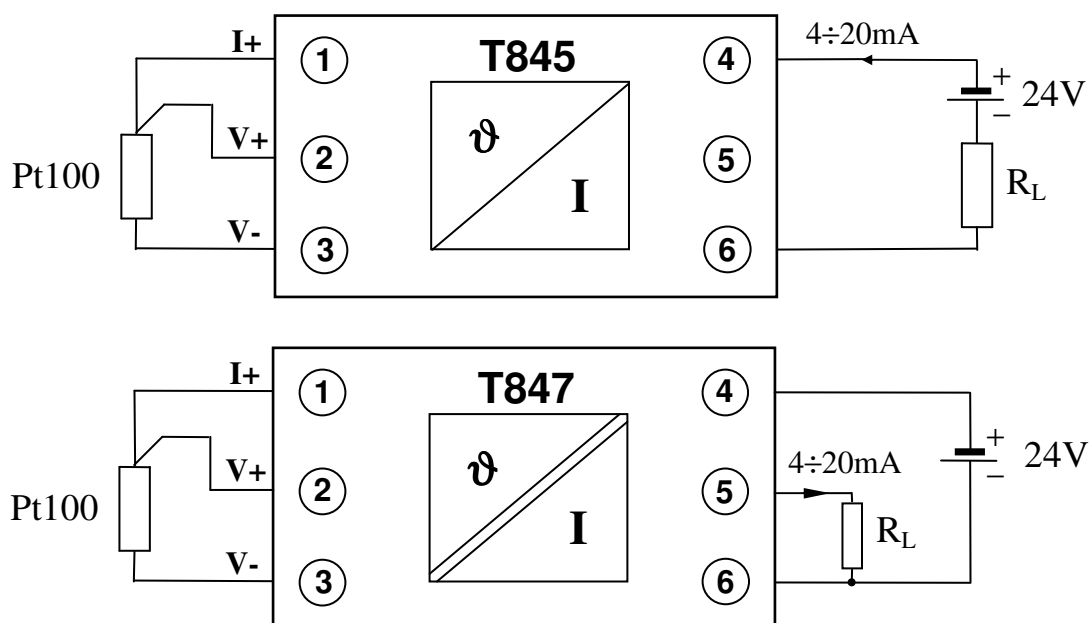 I+
1
T845
4
4÷20mA
+
24V
−
ϑ
V+
2
5
Pt100
I
R_L
V-
3
6
I+
1
T847
4
+
24V
−
ϑ
V+
2
4÷20mA
5
Pt100
I
R_L
V-
3
6